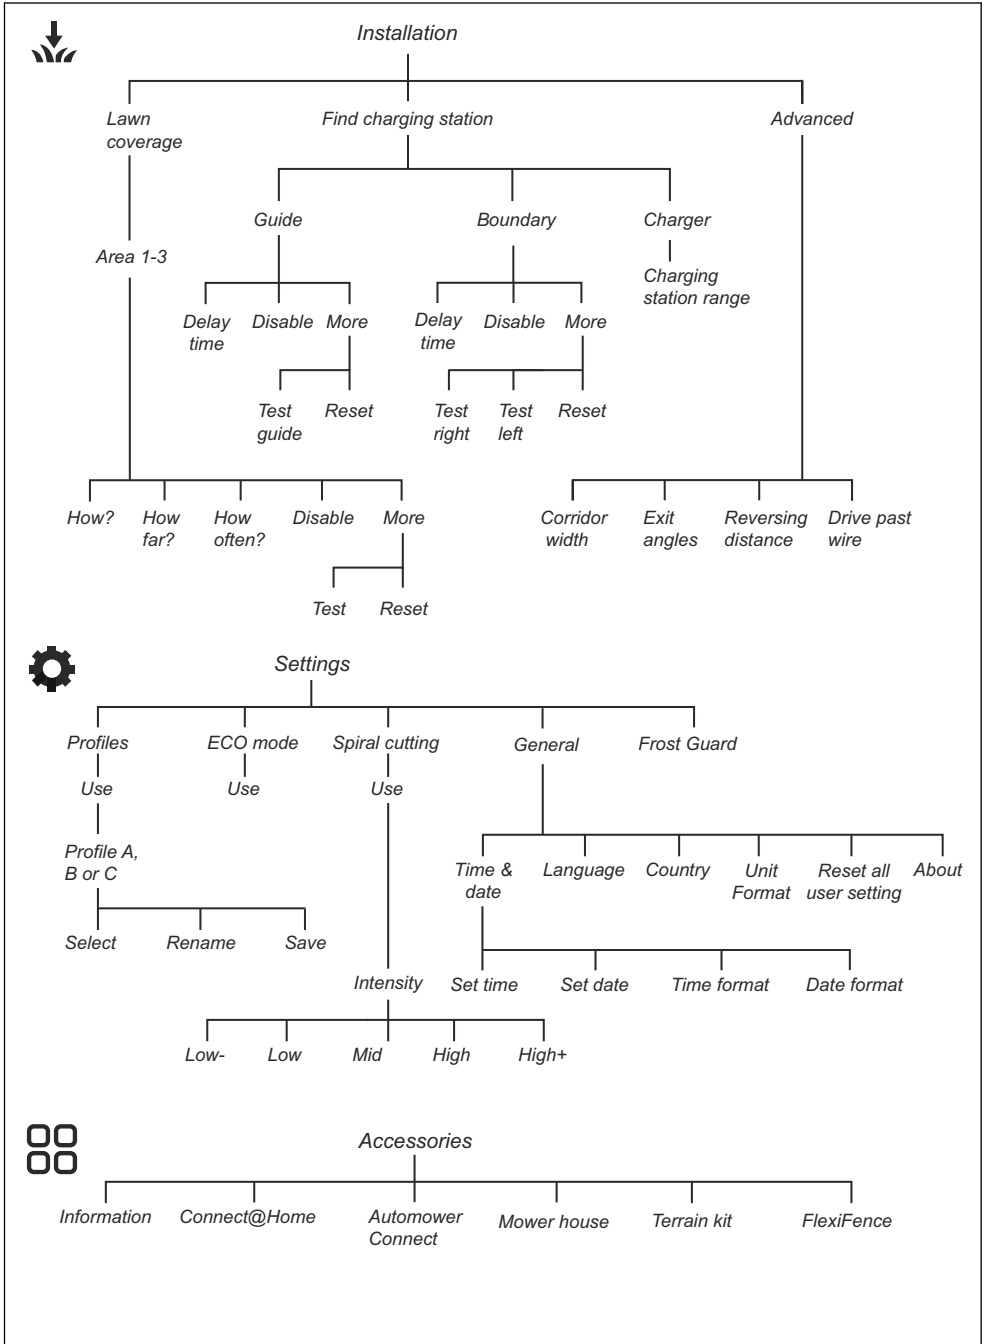 Installation
Lawn
coverage
Find charging station
Advanced
Guide
Boundary
Charger
Area 1-3
Charging
station range
Delay
time
Disable
More
Delay
time
Disable
More
Test
guide
Reset
Test
right
Test
left
Reset
How?
How
far?
How
often?
Disable
More
Corridor
width
Exit
angles
Reversing
distance
Drive past
wire
Test
Reset
Settings
Profiles
ECO mode
Spiral cutting
General
Frost Guard
Use
Use
Use
Profile A,
B or C
Time &
date
Language
Country
Unit
Format
Reset all
user setting
About
Select
Rename
Save
Intensity
Set time
Set date
Time format
Date format
Low-
Low
Mid
High
High+
Accessories
Information
Connect@Home
Automower
Connect
Mower house
Terrain kit
FlexiFence